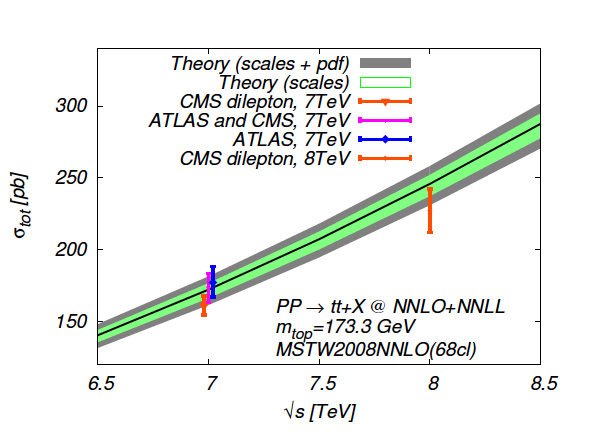 Theory (scales + pdf)
Theory (scales)
CMS dilepton, 7TeV
ATLAS and CMS, 7TeV
ATLAS, 7TeV
CMS dilepton, 8TeV
300
250
200
150
σtot [pb]
PP → tt+X @ NNLO+NNLL
mtop=173.3 GeV
MSTW2008NNLO(68cl)
6.5 7 7.5 8 8.5
√s [TeV]